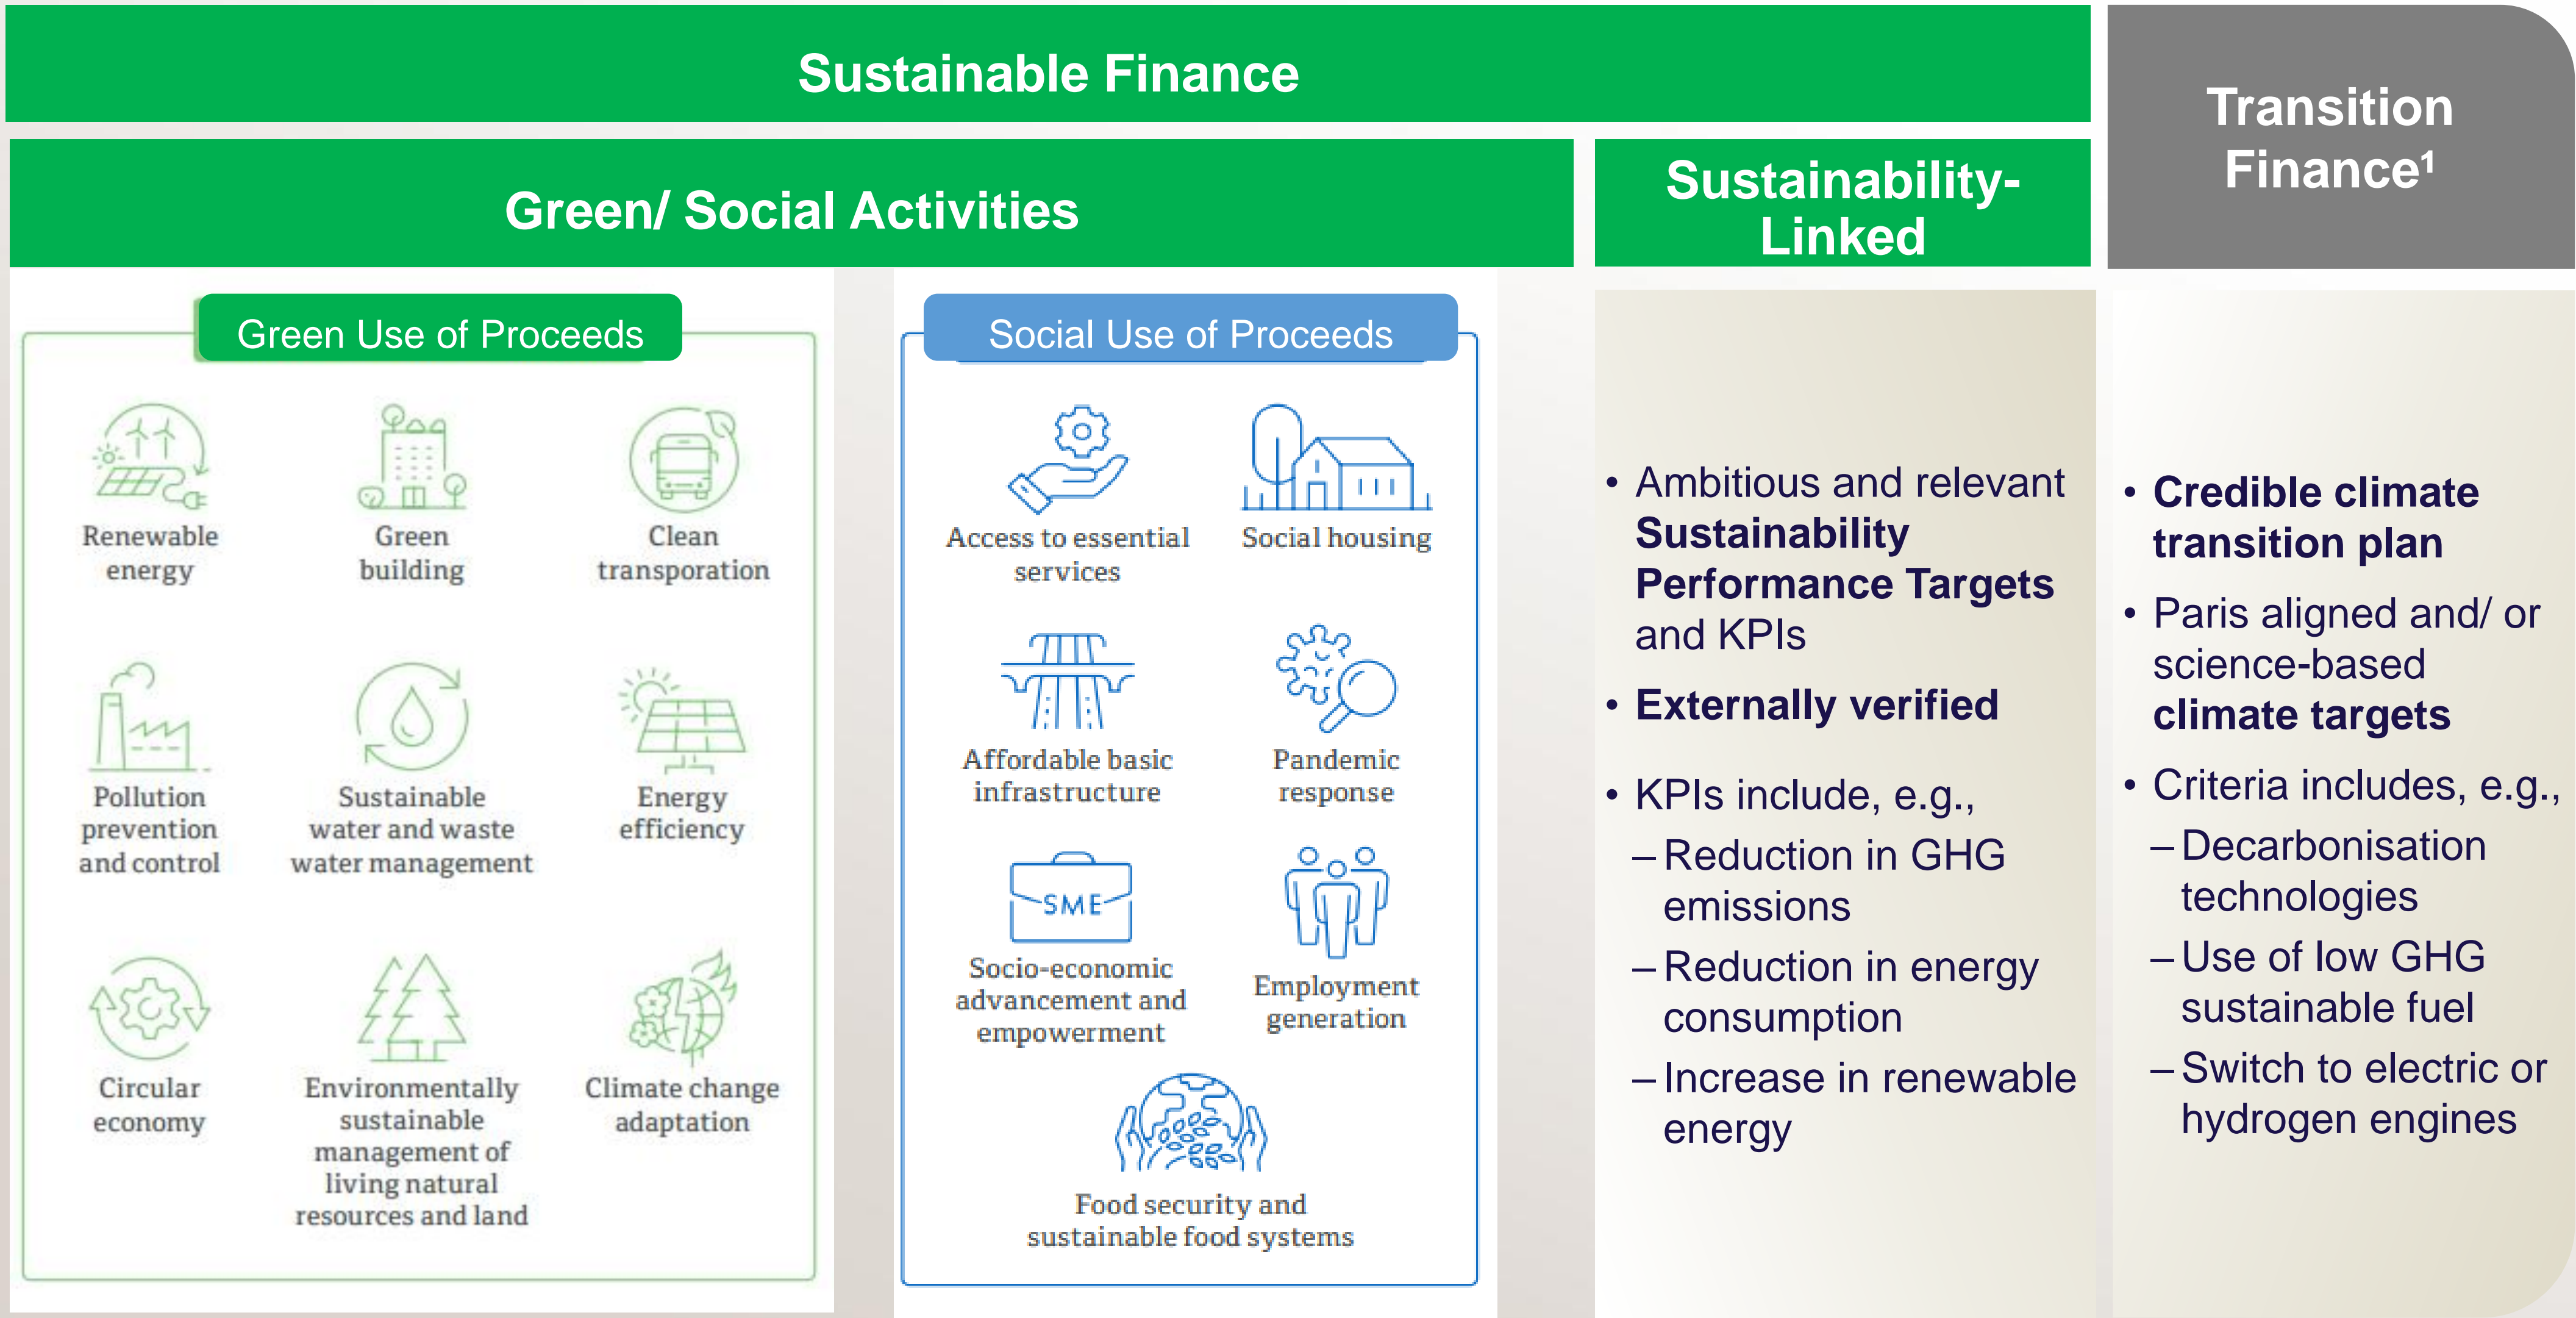 Sustainable Finance
Transition
Finance¹
Green/ Social Activities
Sustainability-
Linked
Green Use of Proceeds
Renewable
energy
Green
building
Clean
transporation
Pollution
prevention
and control
Sustainable
water and waste
water management
Energy
efficiency
Circular
economy
Environmentally
sustainable
management of
living natural
resources and land
Climate change
adaptation
Social Use of Proceeds
Access to essential
services
Social housing
Affordable basic
infrastructure
Pandemic
response
SME
Socio-economic
advancement and
empowerment
Employment
generation
Food security and
sustainable food systems
• Ambitious and relevant
Sustainability
Performance Targets
and KPIs
• Externally verified
• KPIs include, e.g.,
– Reduction in GHG
emissions
– Reduction in energy
consumption
– Increase in renewable
energy
• Credible climate
transition plan
• Paris aligned and/ or
science-based
climate targets
• Criteria includes, e.g.,
– Decarbonisation
technologies
– Use of low GHG
sustainable fuel
– Switch to electric or
hydrogen engines